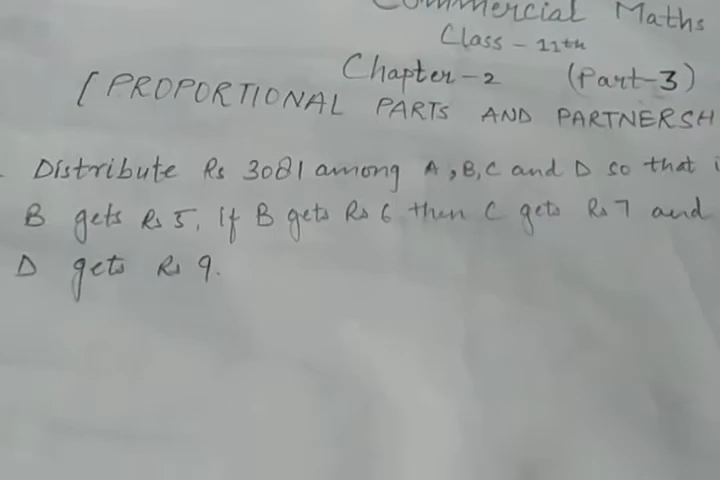 Commercial Maths
Class - 11th
Chapter-2 (Part-3)
[PROPORTIONAL PARTS AND PARTNERSH
Distribute Rs 3081 among A, B, C and D so that i
B gets Rs 5, If B gets Rs 6 then C gets Rs 7 and
D gets Rs 9.